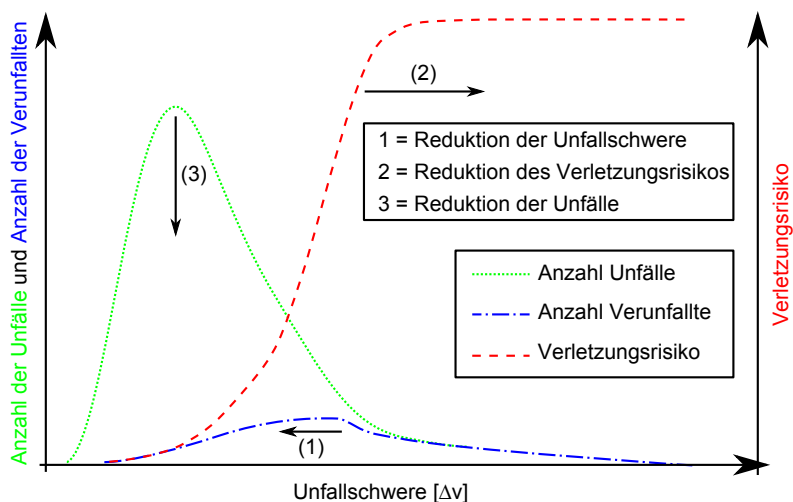 Anzahl der Unfälle und Anzahl der Verunfallten
(2)
1 = Reduktion der Unfallschwere
2 = Reduktion des Verletzungsrisikos
3 = Reduktion der Unfälle
(3)
Anzahl Unfälle
Anzahl Verunfallte
Verletzungsrisiko
Verletzungsrisiko
(1)
Unfallschwere [Δv]